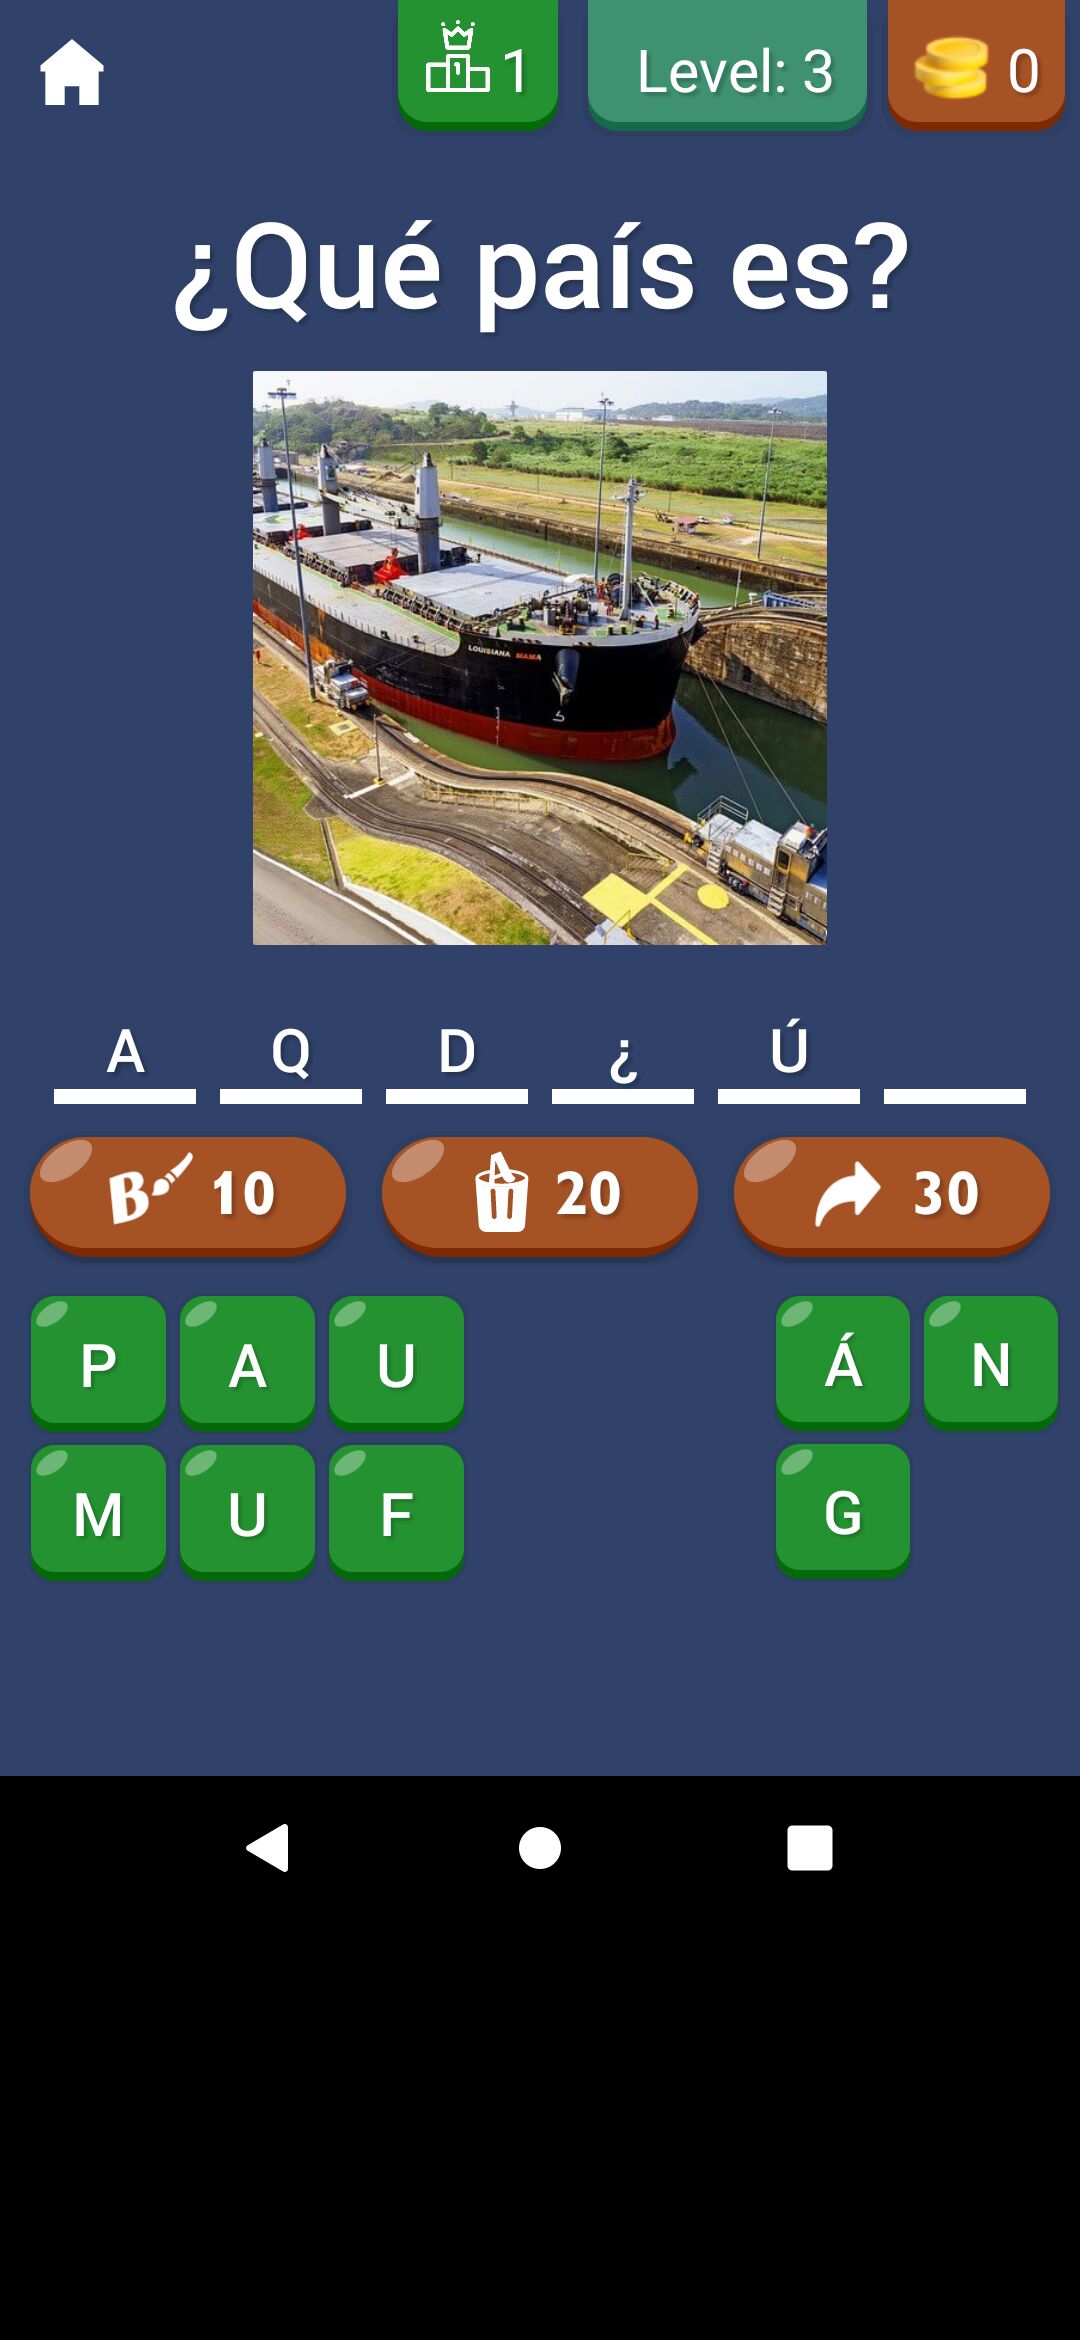 1 Level: 3 0
¿Qué país es?
LOUISIANA MAMA
A Q D ¿ Ú
B 10 20 30
P A U Á N
M U F G